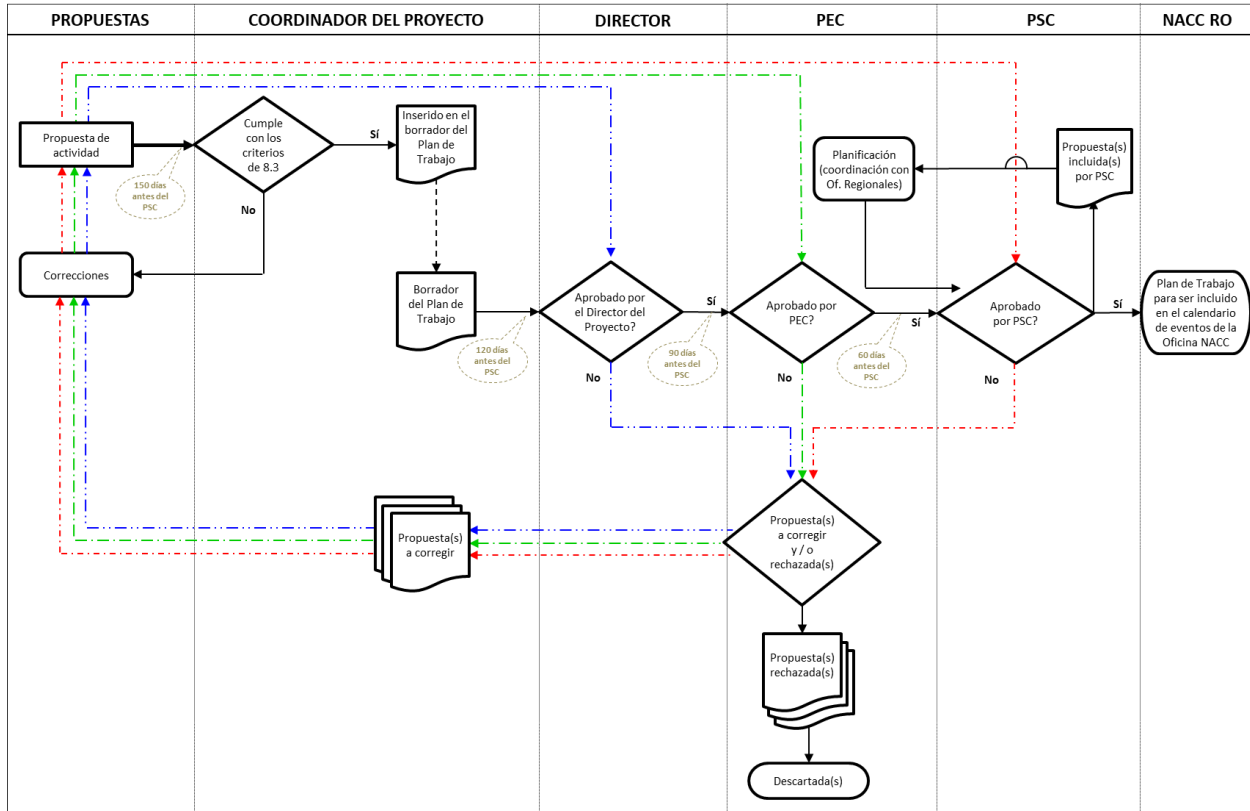 PROPUESTAS
COORDINADOR DEL PROYECTO
DIRECTOR
PEC
PSC
NACC RO
Propuesta de
actividad
150 días
antes del
PSC
Cumple
con los
criterios
de 8.3
Sí
No
Inserido en el
borrador del
Plan de
Trabajo
Planificación
(coordinación con
Of. Regionales)
Propuesta(s)
incluida(s)
por PSC
Correcciones
Borrador
del Plan de
Trabajo
120 días
antes del
PSC
Aprobado por
el Director del
Proyecto?
Sí
No
90 días
antes del
PSC
Aprobado por
PEC?
Sí
No
60 días
antes del
PSC
Aprobado
por PSC?
Sí
No
Plan de Trabajo
para ser incluido
en el calendario
de eventos de la
Oficina NACC
Propuesta(s)
a corregir
Propuesta(s)
a corregir
y / o
rechazada(s)
Propuesta(s)
rechazada(s)
Descartada(s)